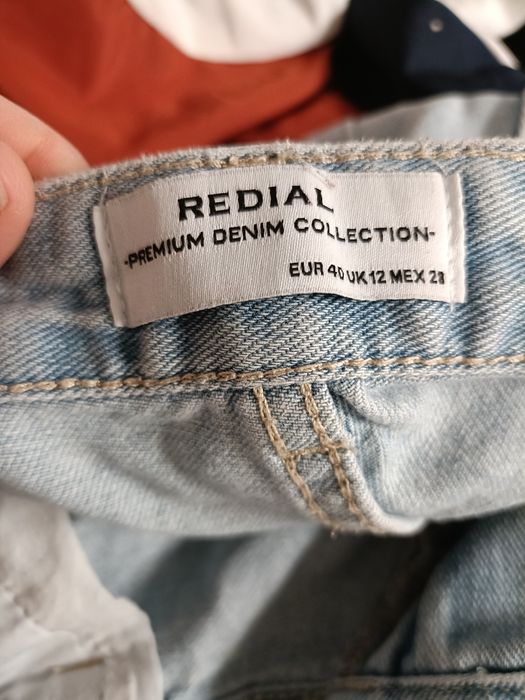 REDIAL
-PREMIUM DENIM COLLECTION-
EUR 40 UK 12 MEX 28